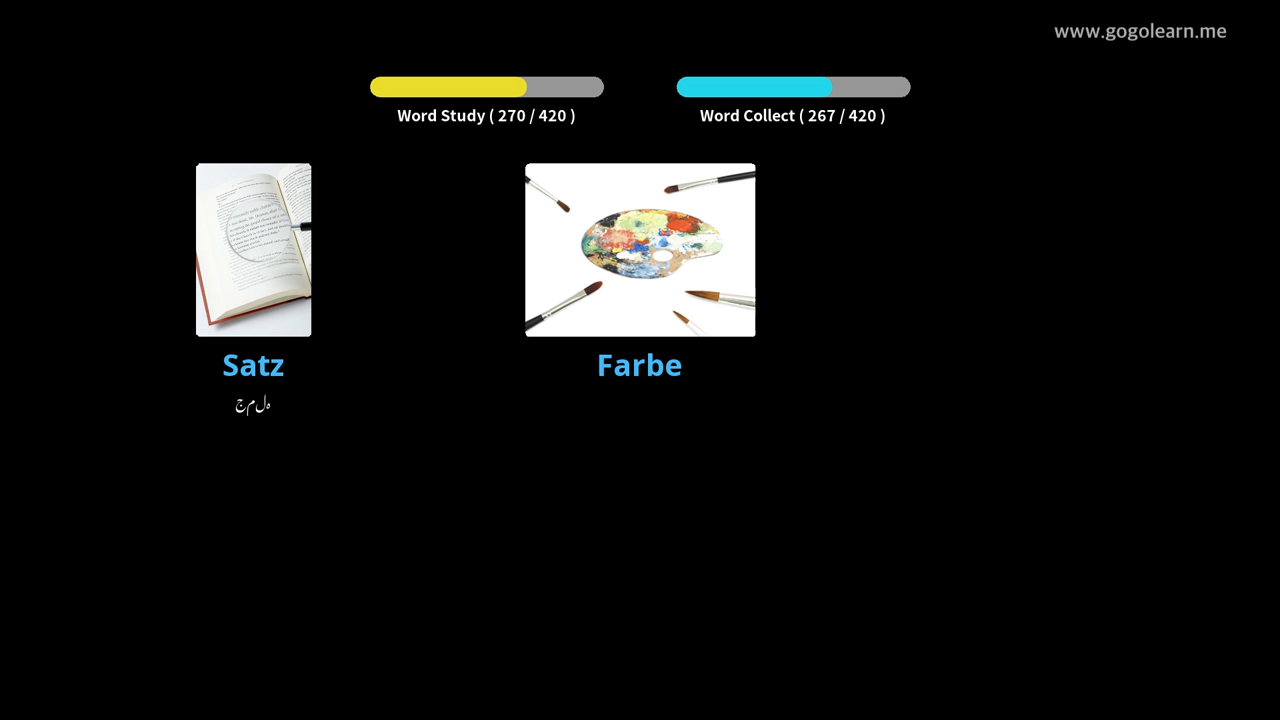 www.gogolearn.me
Word Study ( 270 / 420 )
Word Collect ( 267 / 420 )
Satz
Farbe
جملہ